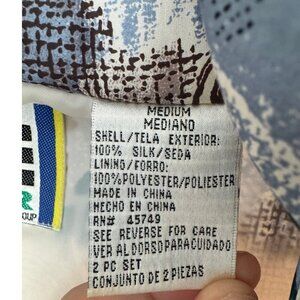 MEDIUM
MEDIANO
SHELL/TELA EXTERIOR:
100% SILK/SEDA
LINING/FORRO:
100%POLYESTER/POLIESTER
MADE IN CHINA
HECHO EN CHINA
RN# 45749
SEE REVERSE FOR CARE
VER AL DORSO PARA CUIDADO
2 PC SET
CONJUNTO DE 2 PIEZAS
OUP